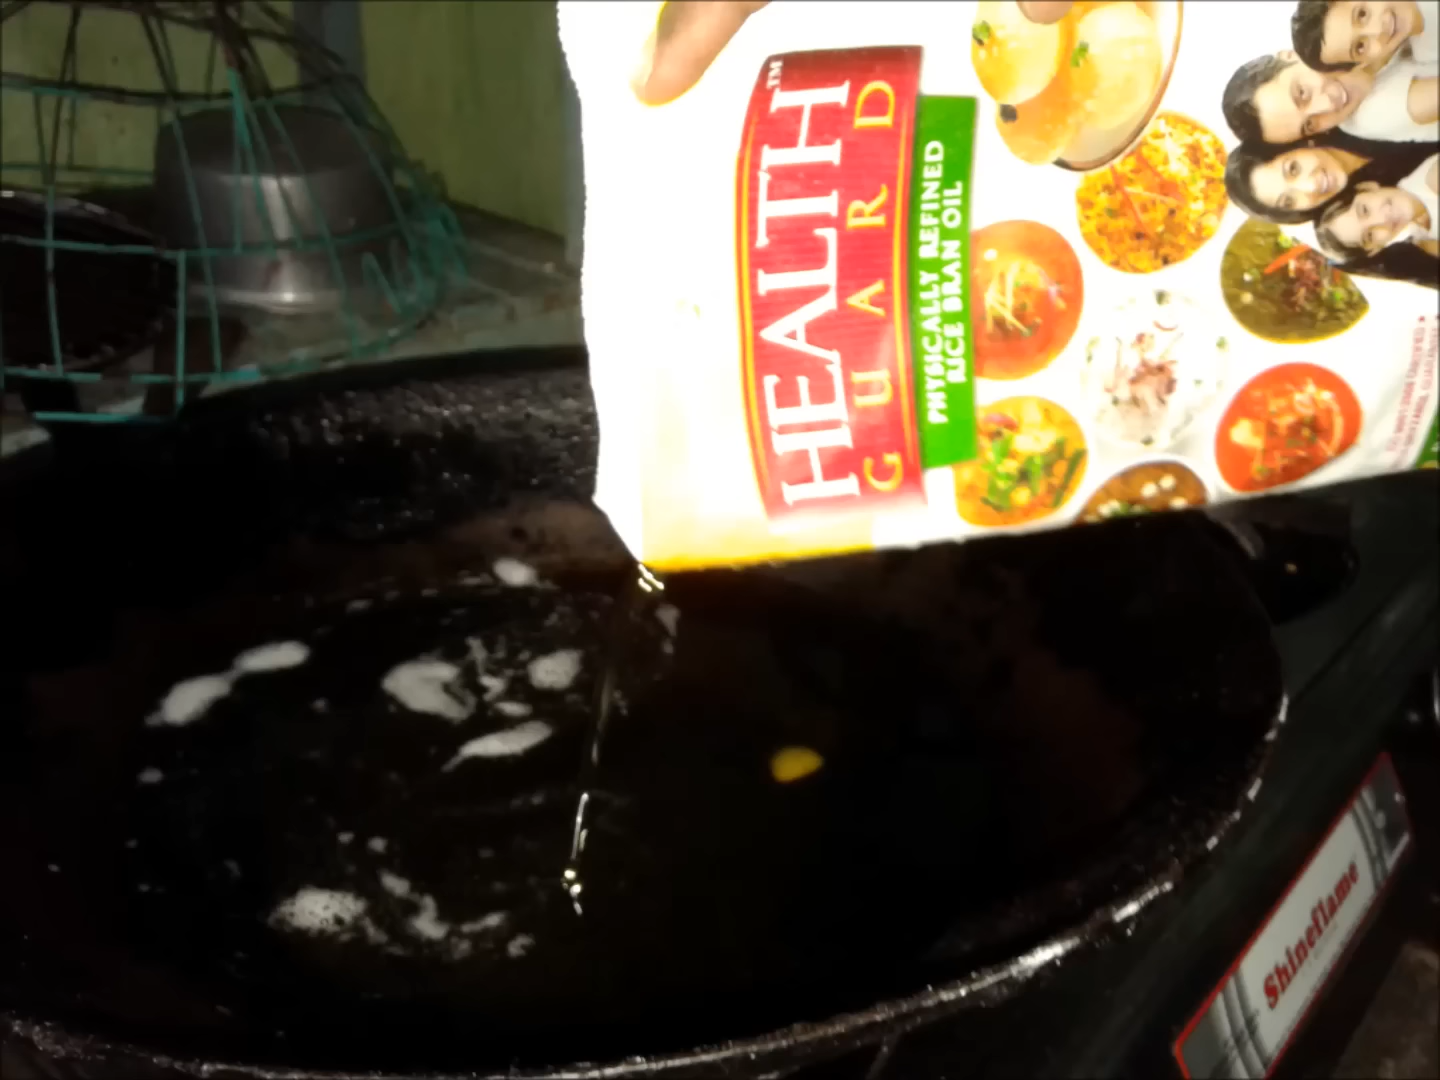 HEALTH™
GUARD
PHYSICALLY REFINED
RICE BRAN OIL
Shineflame